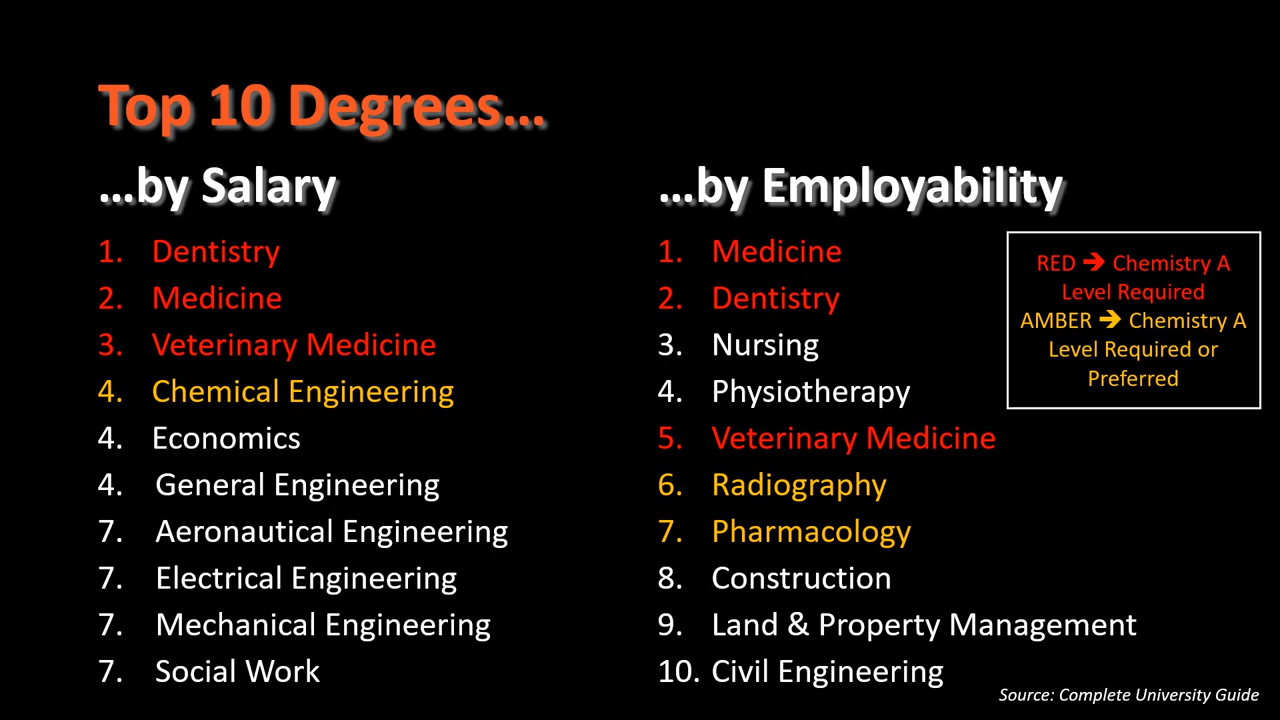 Top 10 Degrees...
...by Salary
1. Dentistry
2. Medicine
3. Veterinary Medicine
4. Chemical Engineering
4. Economics
4. General Engineering
7. Aeronautical Engineering
7. Electrical Engineering
7. Mechanical Engineering
7. Social Work
...by Employability
1. Medicine
2. Dentistry
3. Nursing
4. Physiotherapy
5. Veterinary Medicine
6. Radiography
7. Pharmacology
8. Construction
9. Land & Property Management
10. Civil Engineering
RED → Chemistry A
Level Required
AMBER → Chemistry A
Level Required or
Preferred
Source: Complete University Guide